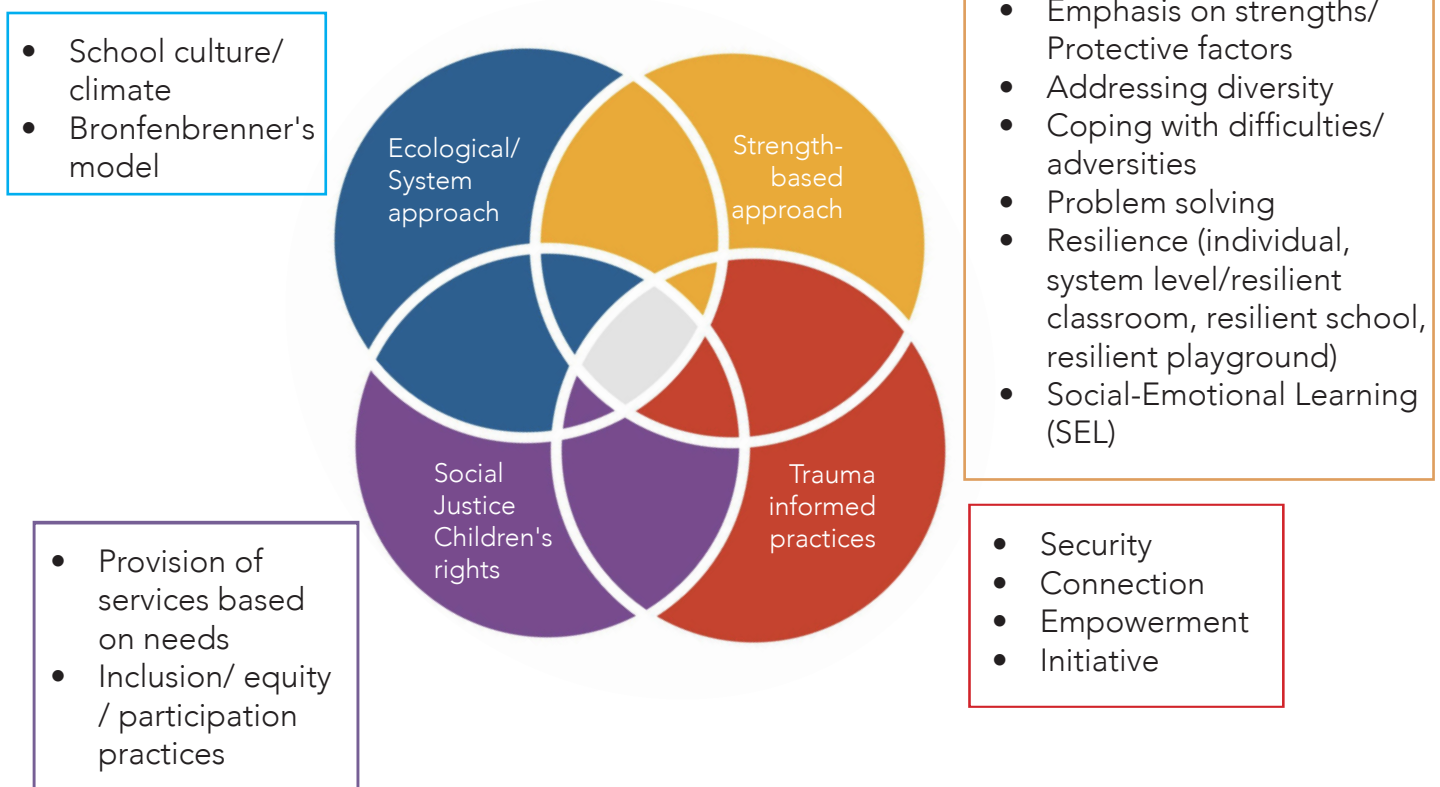 • School culture/
climate
• Bronfenbrenner's
model
Ecological/
System
approach
Strength-
based
approach
• Emphasis on strengths/
Protective factors
• Addressing diversity
• Coping with difficulties/
adversities
• Problem solving
• Resilience (individual,
system level/resilient
classroom, resilient school,
resilient playground)
• Social-Emotional Learning
(SEL)
Social
Justice
Children's
rights
Trauma
informed
practices
• Provision of
services based
on needs
• Inclusion/ equity
/ participation
practices
• Security
• Connection
• Empowerment
• Initiative